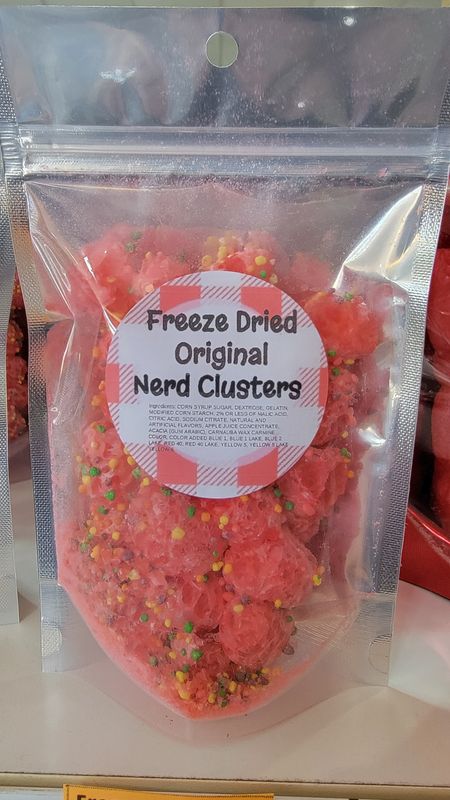 Freeze Dried
Original
Nerd Clusters
Ingredients: CORN SYRUP, SUGAR, DEXTROSE, GELATIN,
MODIFIED CORN STARCH, 2% OR LESS OF MALIC ACID,
CITRIC ACID, SODIUM CITRATE, NATURAL AND
ARTIFICIAL FLAVORS, APPLE JUICE CONCENTRATE,
ACACIA (GUM ARABIC), CARNAUBA WAX CARMINE
COLOR, COLOR ADDED BLUE 1, BLUE 1 LAKE, BLUE 2
LAKE, RED 40, RED 40 LAKE, YELLOW 5, YELLOW 5 LAKE
YELLOW 6